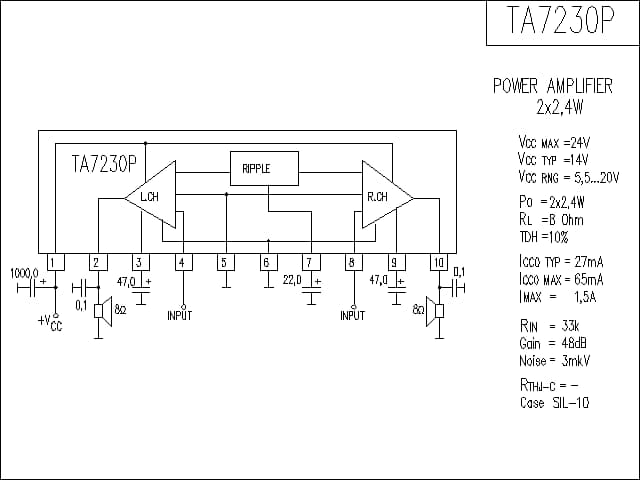 TA7230P
POWER AMPLIFIER
2x2,4W
VCC MAX =24V
VCC TYP =14V
VCC RNG = 5,5...20V
PO =2x2,4W
RL =8 Ohm
TDH =10%
ICCO TYP = 27mA
ICCO MAX = 65mA
IMAX = 1,5A
RIN = 33k
Gain = 48dB
Noise = 3mkV
RTHJ-C = -
Case SIL-10
TA7230P
RIPPLE
L.CH
R.CH
1 2 3 4 5 6 7 8 9 10
1000,0 +
0,1
8Ω
47,0 +
22,0 +
47,0 +
8Ω
0,1
+VCC
INPUT
INPUT